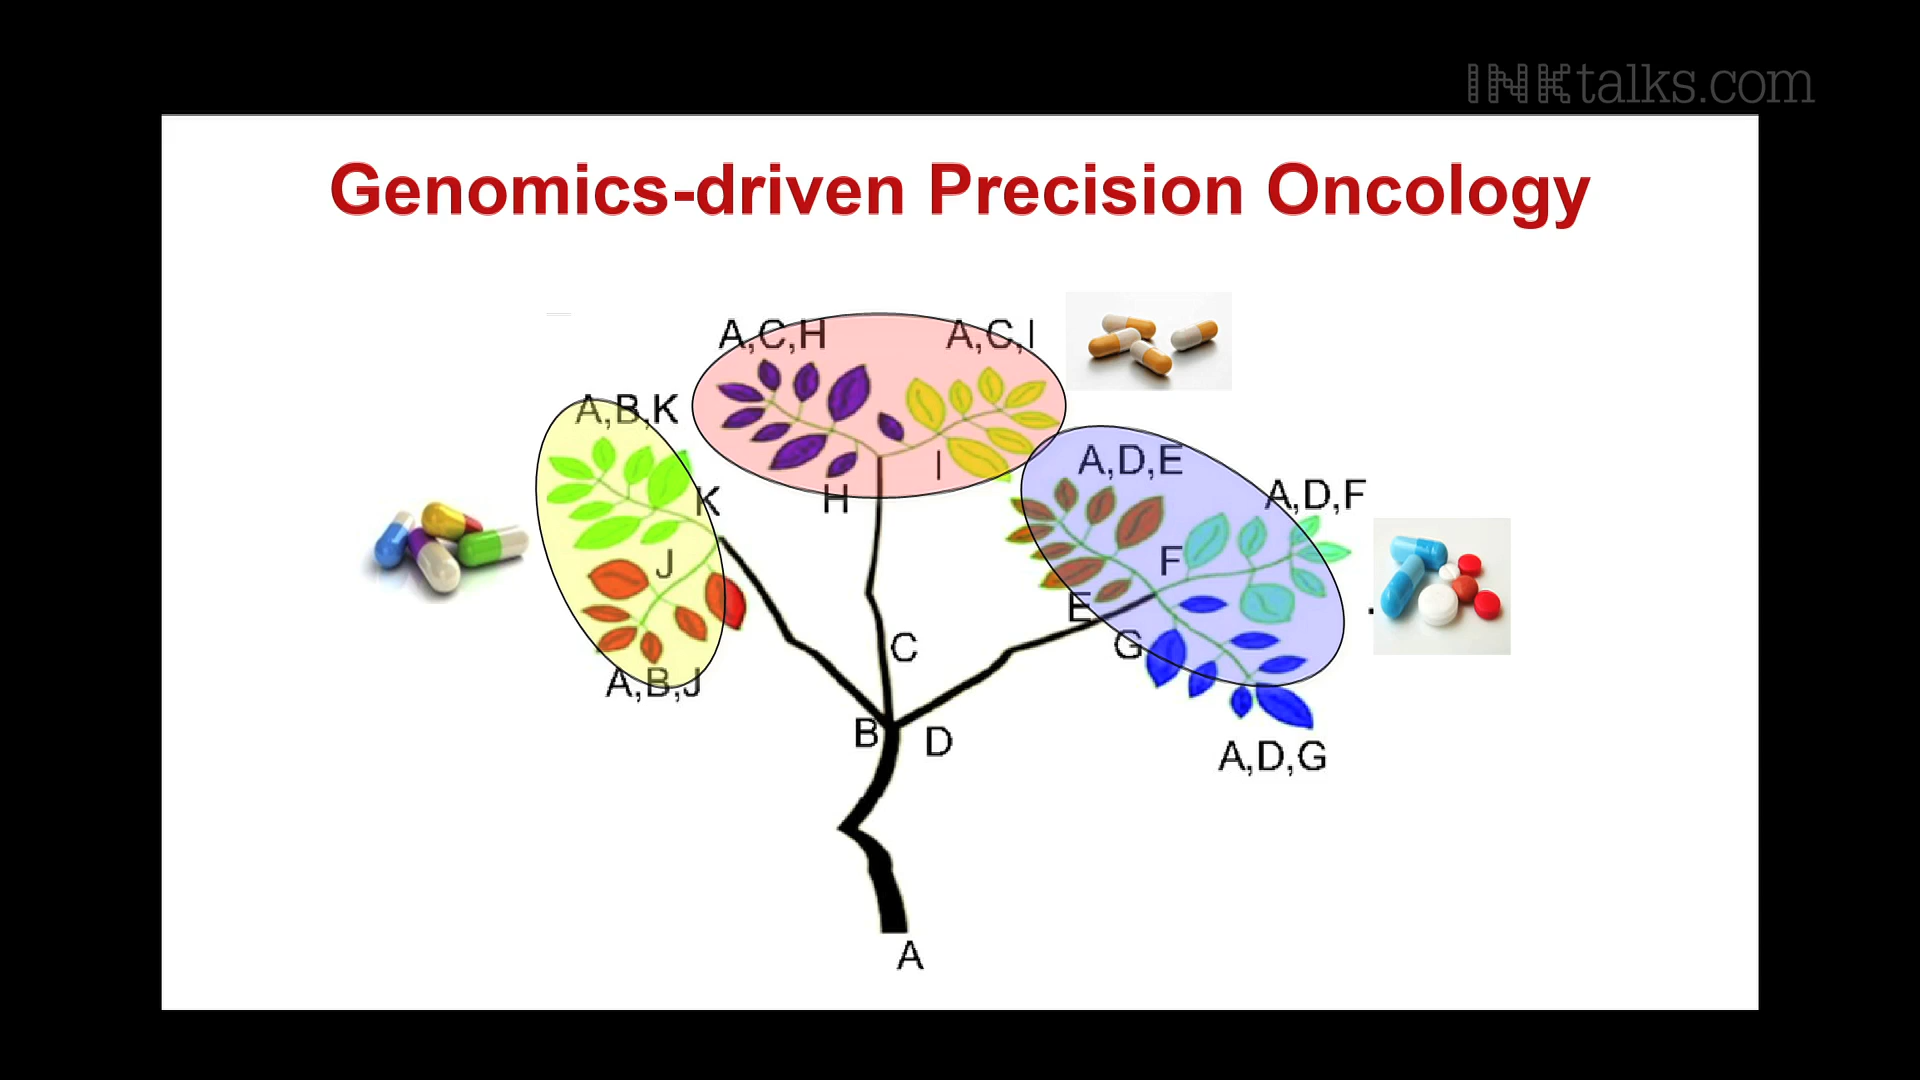 INKtalks.com
Genomics-driven Precision Oncology
A,C,H
A,C,I
A,B,K
A,D,E
A,D,F
K
H
I
J
F
E
G
A,B,J
C
B
D
A,D,G
A